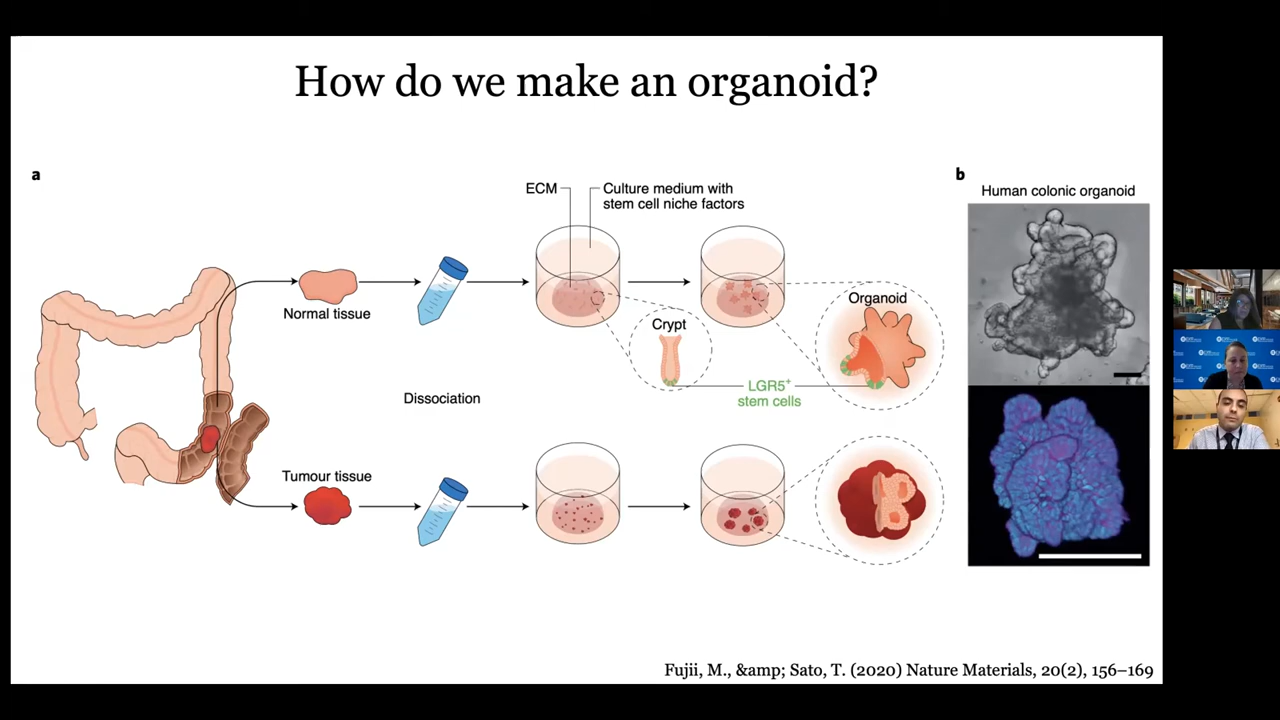 How do we make an organoid?
a
b
ECM
Culture medium with
stem cell niche factors
Human colonic organoid
Normal tissue
Crypt
Organoid
LGR5+
stem cells
Dissociation
Tumour tissue
Fujii, M., &amp; Sato, T. (2020) Nature Materials, 20(2), 156–169